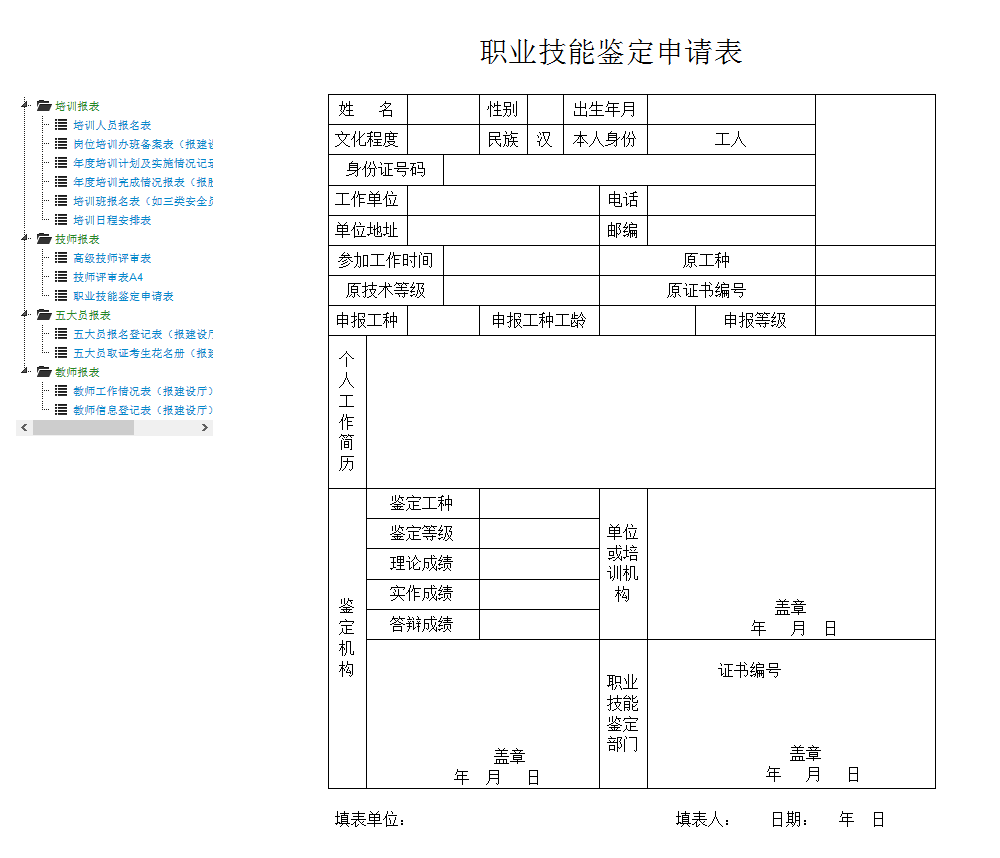 职业技能鉴定申请表
培训报表
培训人员报名表
岗位培训办班备案表（报建设
年度培训计划及实施情况记录
年度培训完成情况报表（报股
培训班报名表（如三类安全员
培训日程安排表
技师报表
高级技师评审表
技师评审表A4
职业技能鉴定申请表
五大员报表
五大员报名登记表（报建设厅
五大员取证考生花名册（报建
教师报表
教师工作情况表（报建设厅）
教师信息登记表（报建设厅）
姓 名 性别 出生年月
文化程度 民族 汉 本人身份 工人
身份证号码
工作单位 电话
单位地址 邮编
参加工作时间 原工种
原技术等级 原证书编号
申报工种 申报工种工龄 申报等级
个
人
工
作
简
历
鉴
定
机
构
鉴定工种
鉴定等级
理论成绩
实作成绩
答辩成绩
单位
或培
训机
构
盖章
年 月 日
盖章
年 月 日
职业
技能
鉴定
部门
证书编号
盖章
年 月 日
填表单位： 填表人： 日期： 年 日